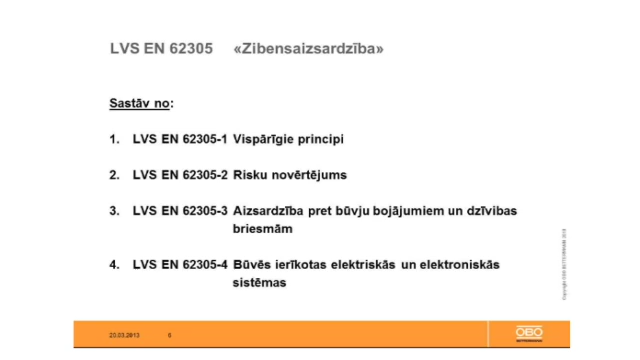 LVS EN 62305 «Zibensaizsardzība»
Sastāv no:
1. LVS EN 62305-1 Vispārīgie principi
2. LVS EN 62305-2 Risku novērtējums
3. LVS EN 62305-3 Aizsardzība pret būvju bojājumiem un dzīvības
briesmām
4. LVS EN 62305-4 Būvēs ierīkotas elektriskās un elektroniskās
sistēmas
20.03.2013 6
OBO
BETTERMANN